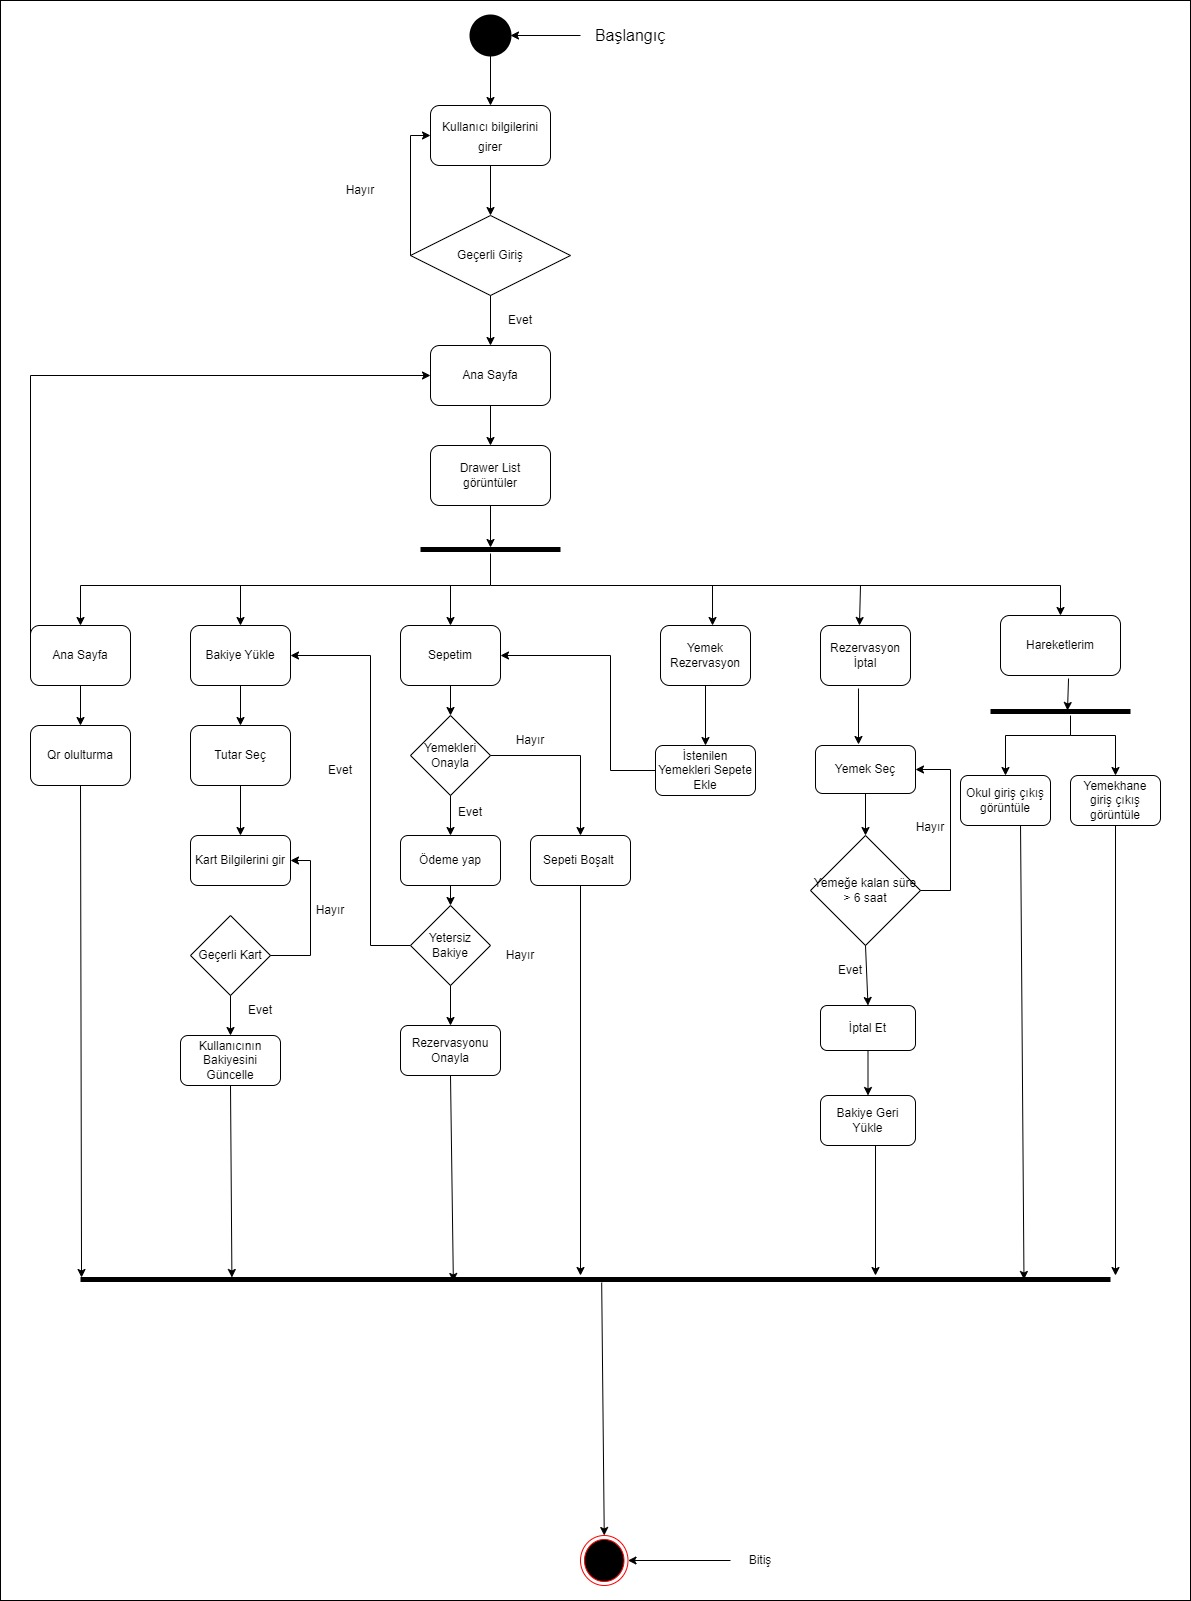 Başlangıç
Kullanıcı bilgilerini
girer
Hayır
Geçerli Giriş
Evet
Ana Sayfa
Drawer List
görüntüler
Ana Sayfa
Bakiye Yükle
Sepetim
Yemek
Rezervasyon
Rezervasyon
İptal
Hareketlerim
Qr olulturma
Tutar Seç
Evet
Yemekleri
Onayla
Hayır
İstenilen
Yemekleri Sepete
Ekle
Yemek Seç
Okul giriş çıkış
görüntüle
Yemekhane
giriş çıkış
görüntüle
Evet
Hayır
Kart Bilgilerini gir
Ödeme yap
Sepeti Boşalt
Yemeğe kalan süre
> 6 saat
Hayır
Geçerli Kart
Yetersiz
Bakiye
Hayır
Evet
Evet
Kullanıcının
Bakiyesini
Güncelle
Rezervasyonu
Onayla
İptal Et
Bakiye Geri
Yükle
Bitiş